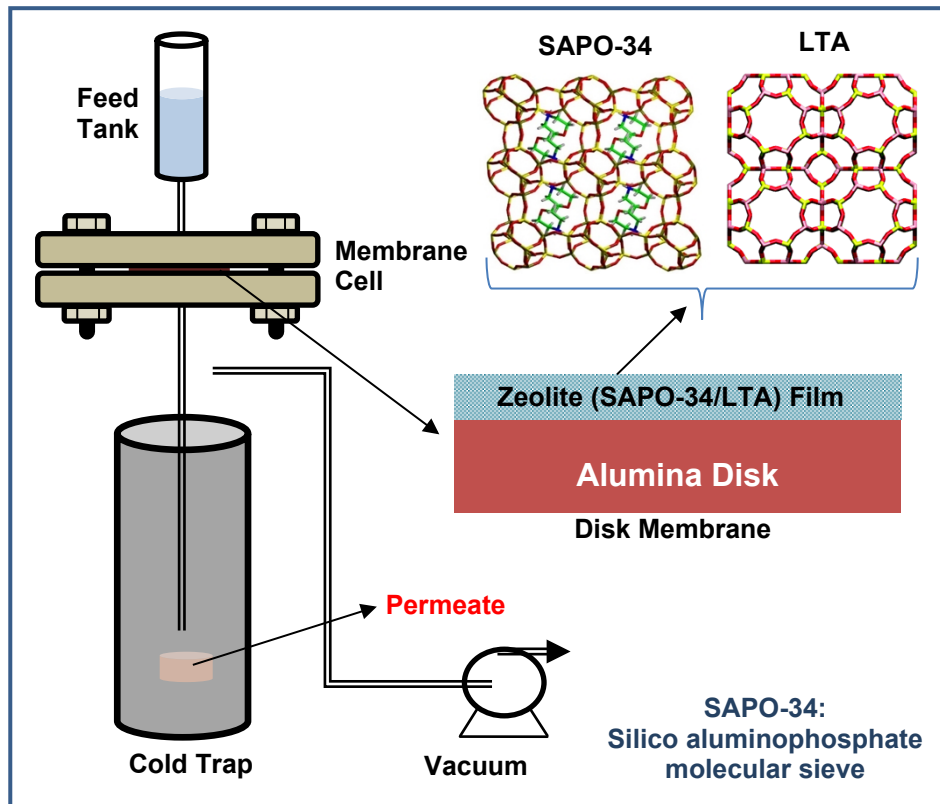 Feed
Tank
SAPO-34
LTA
Membrane
Cell
Zeolite (SAPO-34/LTA) Film
Alumina Disk
Disk Membrane
Permeate
Cold Trap
Vacuum
SAPO-34:
Silico aluminophosphate
molecular sieve